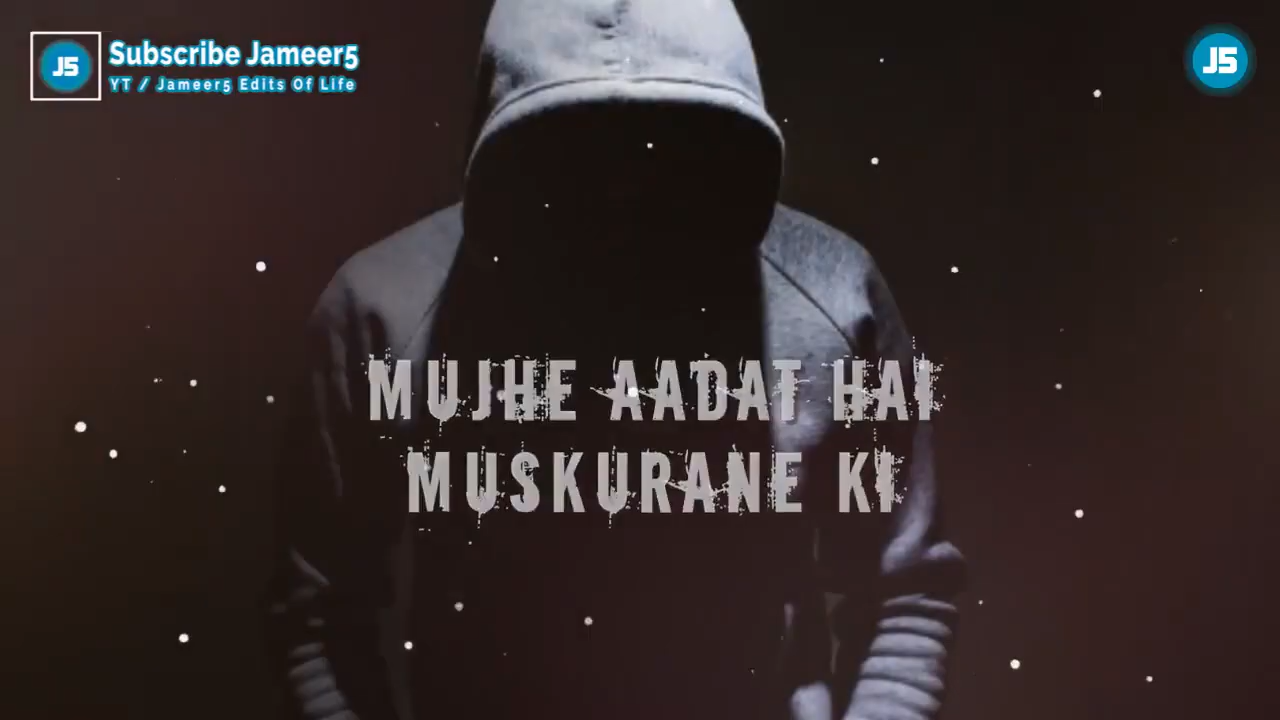 J5
Subscribe Jameer5
YT / Jameer5 Edits Of Life
J5
MUJHE AADAT HAI
MUSKURANE KI